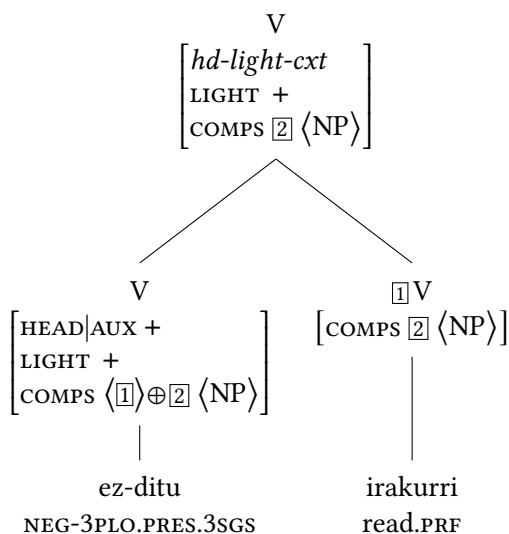 V
hd-light-cxt
LIGHT +
COMPS 2 ⟨NP⟩
V
HEAD|AUX +
LIGHT +
COMPS ⟨1⟩⊕2 ⟨NP⟩
1 V
COMPS 2 ⟨NP⟩
ez-ditu
NEG-3PLO.PRES.3SGS
irakurri
read.PRF